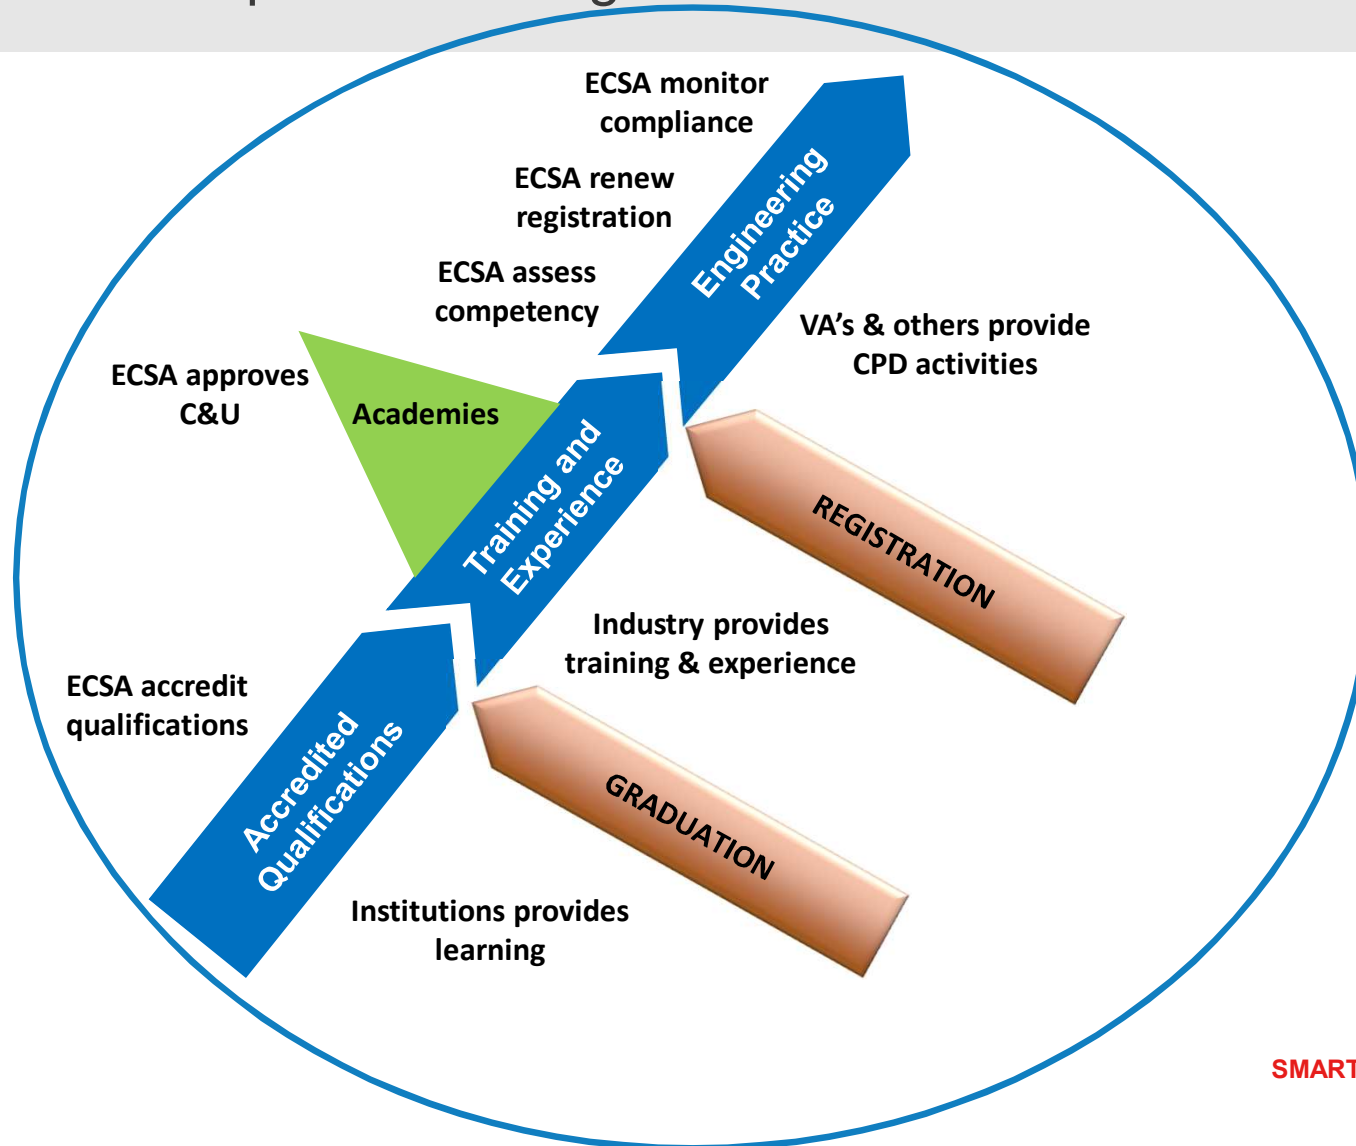 ECSA monitor
compliance
ECSA renew
registration
ECSA assess
competency
Engineering
Practice
VA's & others provide
CPD activities
ECSA approves
C&U
Academies
Training and
Experience
REGISTRATION
Industry provides
training & experience
ECSA accredit
qualifications
Accredited
Qualifications
GRADUATION
Institutions provides
learning
SMART